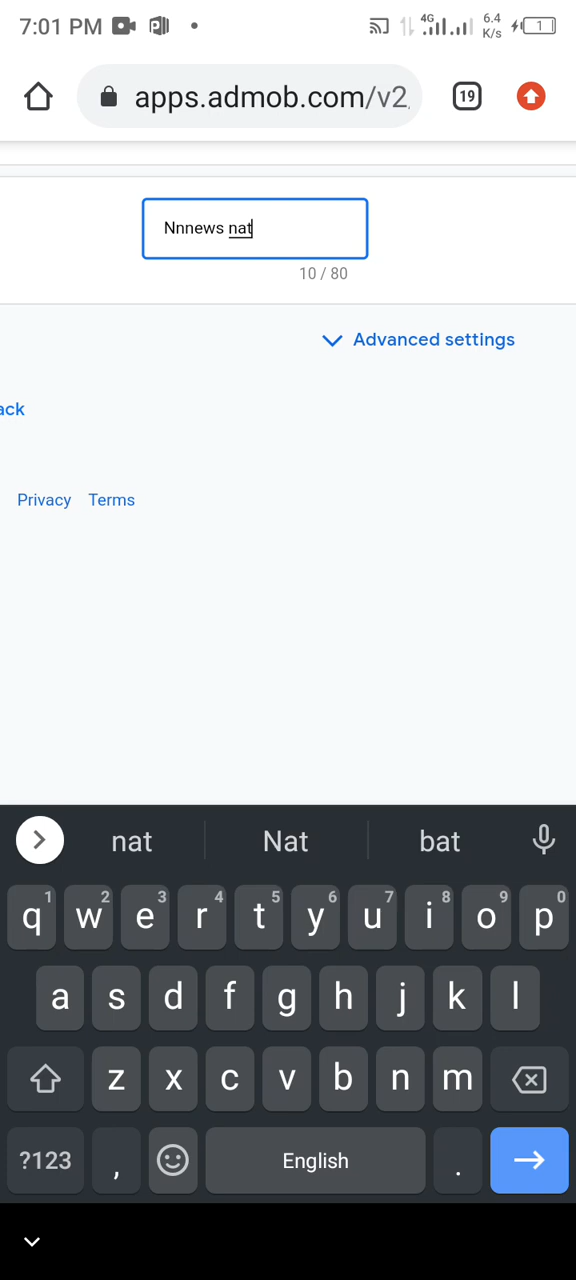 7:01 PM 4G 6.4 K/s 1
apps.admob.com/v2 19
Nnnews nat
10 / 80
Advanced settings
ack
Privacy Terms
nat Nat bat
1 2 3 4 5 6 7 8 9 0
q w e r t y u i o p
a s d f g h j k l
z x c v b n m
?123 , English .